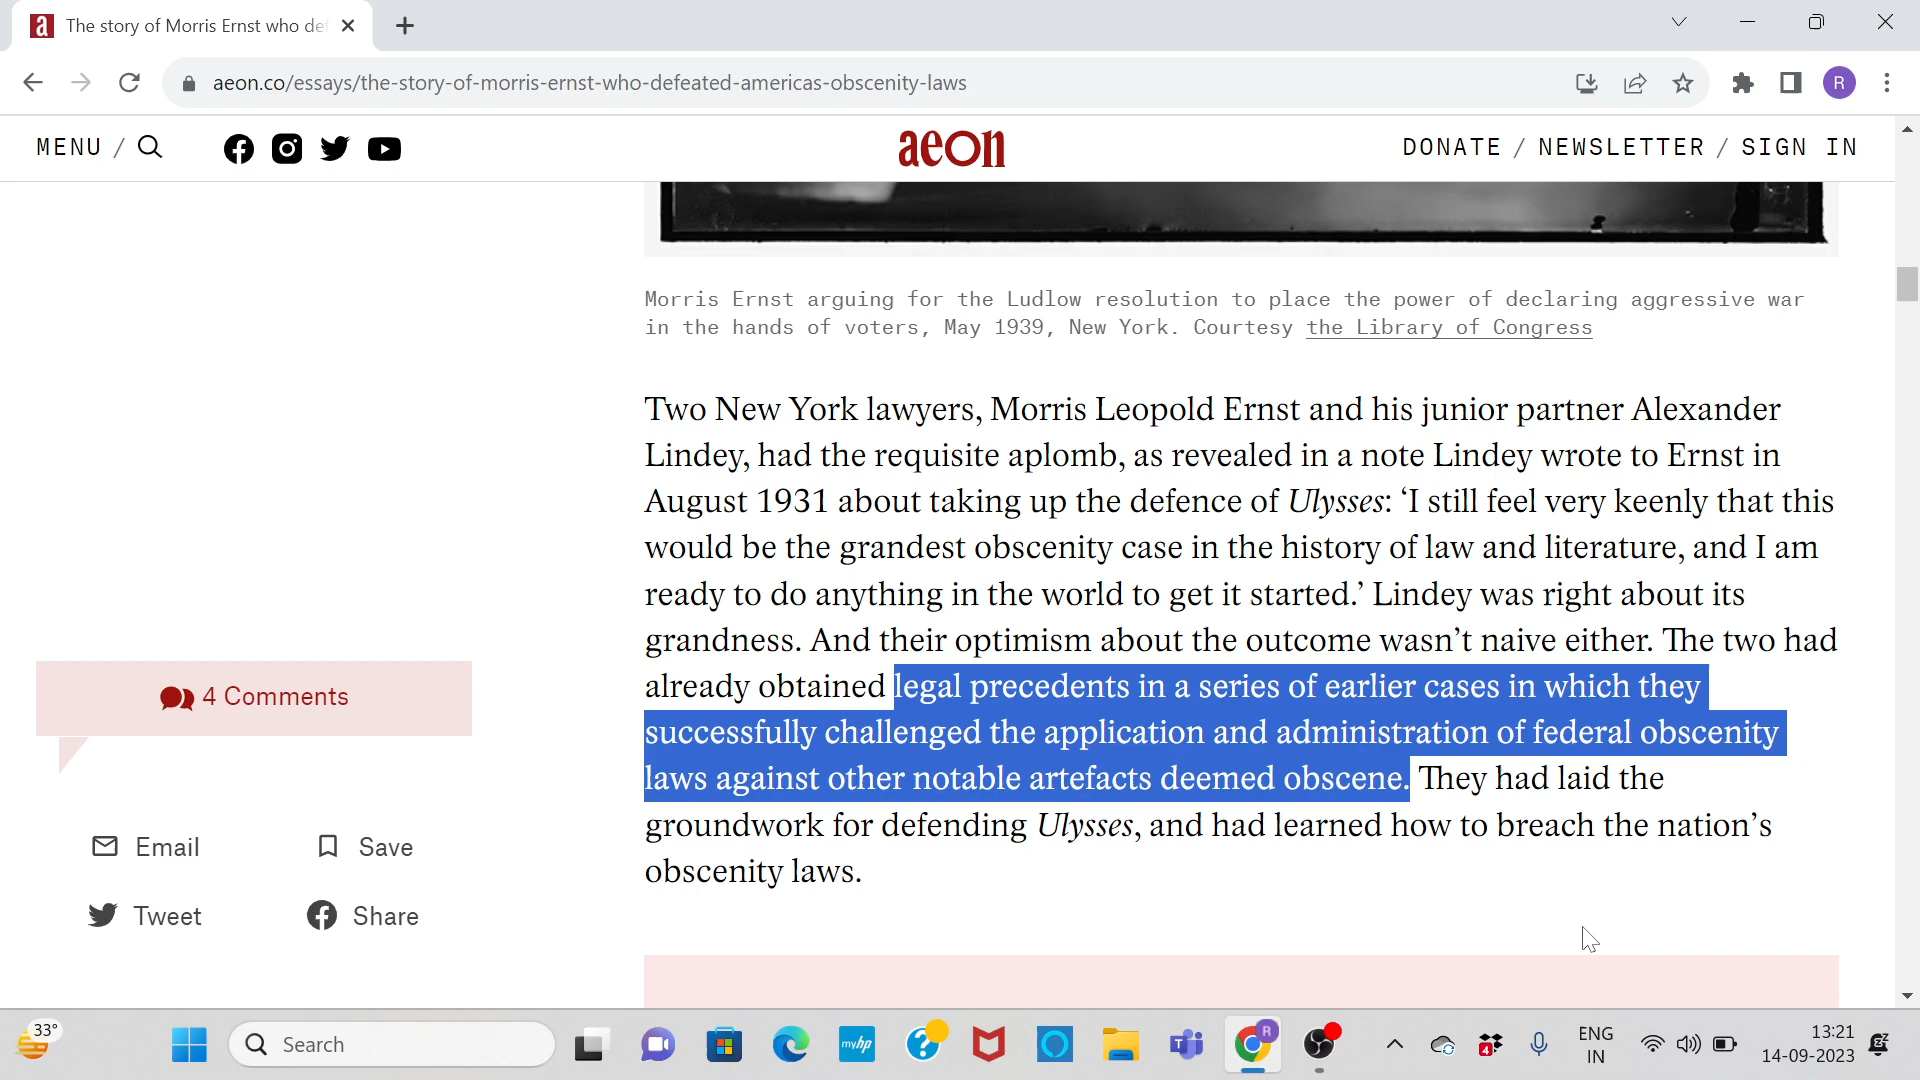 The story of Morris Ernst who def
aeon.co/essays/the-story-of-morris-ernst-who-defeated-americas-obscenity-laws
R
MENU /
aeon
DONATE / NEWSLETTER / SIGN IN
Morris Ernst arguing for the Ludlow resolution to place the power of declaring aggressive war
in the hands of voters, May 1939, New York. Courtesy the Library of Congress
Two New York lawyers, Morris Leopold Ernst and his junior partner Alexander
Lindey, had the requisite aplomb, as revealed in a note Lindey wrote to Ernst in
August 1931 about taking up the defence of Ulysses: ‘I still feel very keenly that this
would be the grandest obscenity case in the history of law and literature, and I am
ready to do anything in the world to get it started.’ Lindey was right about its
grandness. And their optimism about the outcome wasn’t naive either. The two had
already obtained legal precedents in a series of earlier cases in which they
successfully challenged the application and administration of federal obscenity
laws against other notable artefacts deemed obscene. They had laid the
groundwork for defending Ulysses, and had learned how to breach the nation’s
obscenity laws.
4 Comments
Email
Save
Tweet
Share
33°
Search
myhp
R
4
ENG
IN
13:21
14-09-2023